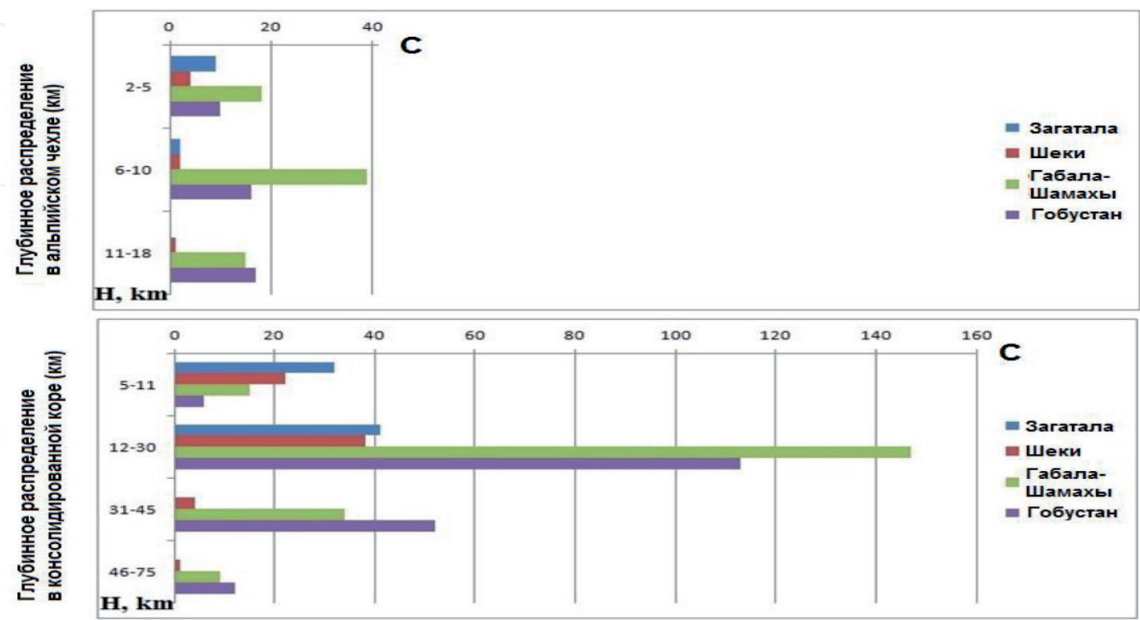 0 20 40
C
Глубинное распределение
в альпийском чехле (км)
2-5
6-10
11-18
H, km
Загатала
Шеки
Габала-
Шамахы
Гобустан
0 20 40 60 80 100 120 140 160
C
Глубинное распределение
в консолидированной коре (км)
5-11
12-30
31-45
46-75
H, km
Загатала
Шеки
Габала-
Шамахы
Гобустан